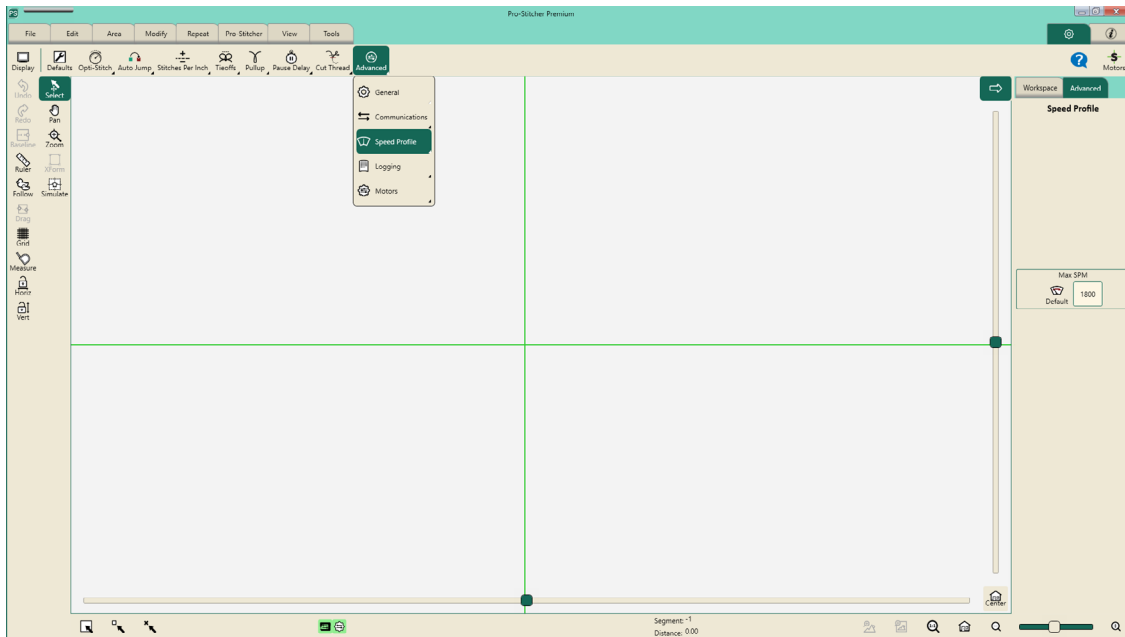 Pro-Stitcher Premium
File Edit Area Modify Repeat Pro-Stitcher View Tools
Display Defaults Opti-Stitch Auto Jump Stitches Per Inch Tieoffs Pullup Pause Delay Cut Thread Advanced Motors
Undo Select
Redo Pan
Baseline Zoom
Ruler XForm
Follow Simulate
Drag
Grid
Measure
Horiz
Vert
General
Communications
Speed Profile
Logging
Motors
Workspace Advanced
Speed Profile
Max SPM
Default 1800
Center
Segment: -1
Distance: 0.00